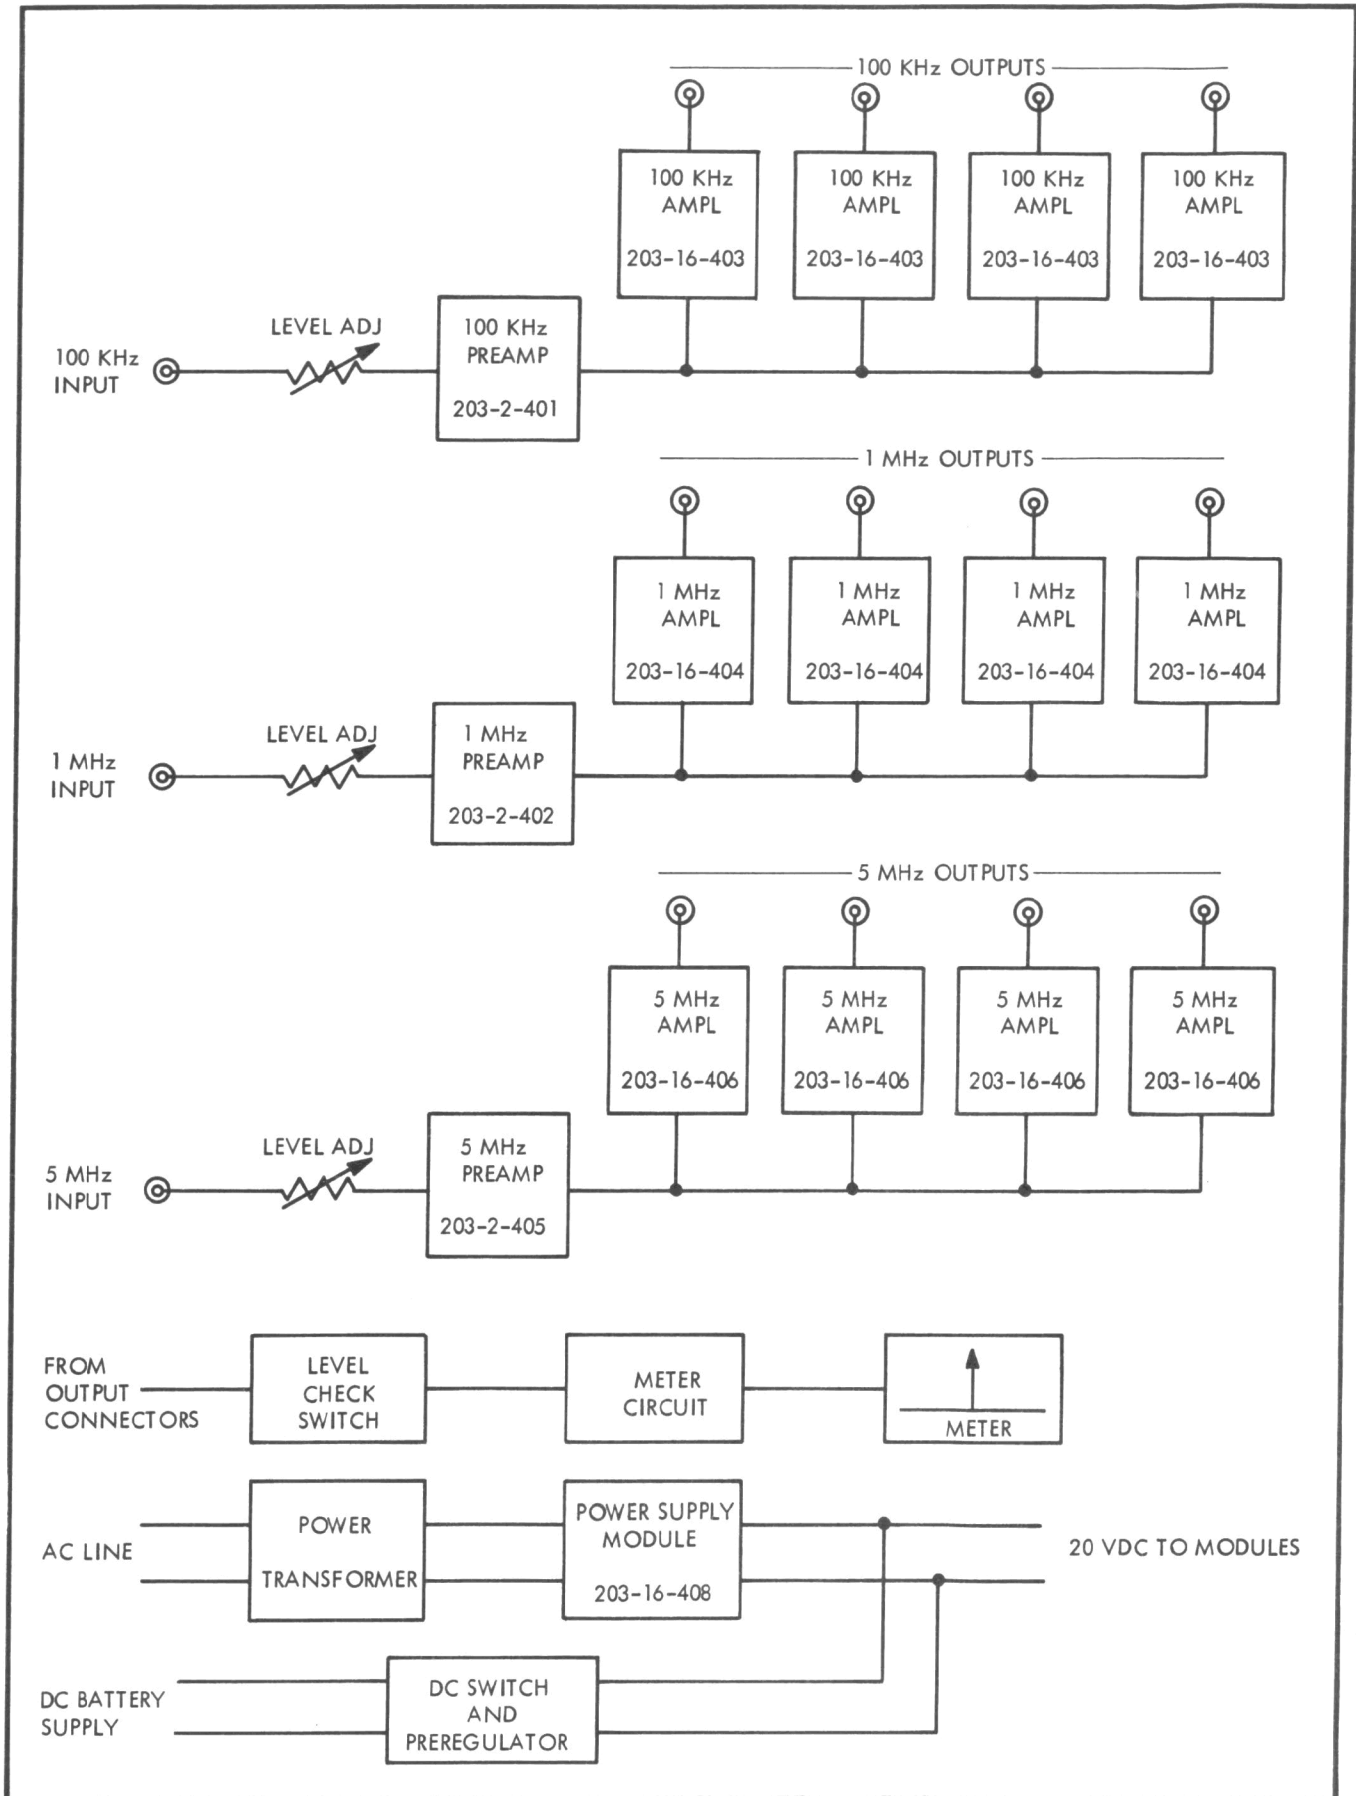 100 KHz OUTPUTS
100 KHz
AMPL
203-16-403
100 KHz
AMPL
203-16-403
100 KHz
AMPL
203-16-403
100 KHz
AMPL
203-16-403
100 KHz
INPUT
LEVEL ADJ
100 KHz
PREAMP
203-2-401
1 MHz OUTPUTS
1 MHz
AMPL
203-16-404
1 MHz
AMPL
203-16-404
1 MHz
AMPL
203-16-404
1 MHz
AMPL
203-16-404
1 MHz
INPUT
LEVEL ADJ
1 MHz
PREAMP
203-2-402
5 MHz OUTPUTS
5 MHz
AMPL
203-16-406
5 MHz
AMPL
203-16-406
5 MHz
AMPL
203-16-406
5 MHz
AMPL
203-16-406
5 MHz
INPUT
LEVEL ADJ
5 MHz
PREAMP
203-2-405
FROM
OUTPUT
CONNECTORS
LEVEL
CHECK
SWITCH
METER
CIRCUIT
METER
AC LINE
POWER
TRANSFORMER
POWER SUPPLY
MODULE
203-16-408
20 VDC TO MODULES
DC BATTERY
SUPPLY
DC SWITCH
AND
PREREGULATOR